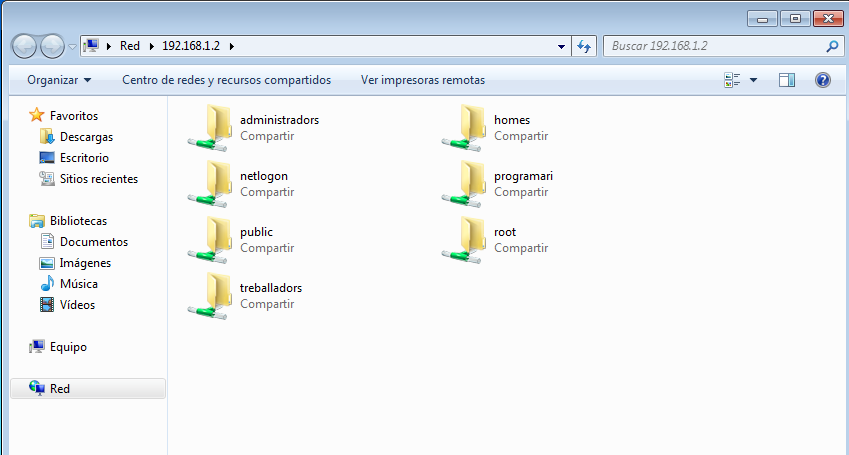 Red 192.168.1.2
Buscar 192.168.1.2
Organizar Centro de redes y recursos compartidos Ver impresoras remotas
Favoritos
Descargas
Escritorio
Sitios recientes
Bibliotecas
Documentos
Imágenes
Música
Vídeos
Equipo
Red
administradors
Compartir
homes
Compartir
netlogon
Compartir
programari
Compartir
public
Compartir
root
Compartir
treballadors
Compartir